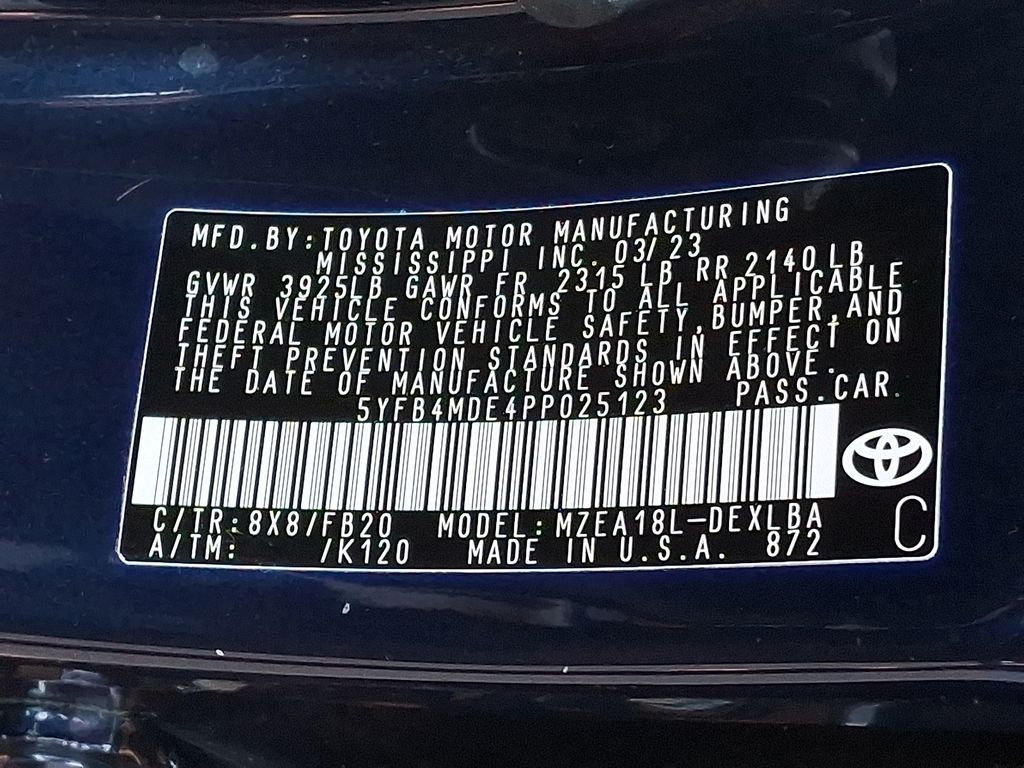 MFD.BY:TOYOTA MOTOR MANUFACTURING
MISSISSIPPI INC. 03/23
GVWR 3925LB GAWR FR 2315 LB RR 2140 LB
THIS VEHICLE CONFORMS TO ALL APPLICABLE
FEDERAL MOTOR VEHICLE SAFETY,BUMPER,AND
THEFT PREVENTION STANDARDS IN EFFECT ON
THE DATE OF MANUFACTURE SHOWN ABOVE.
5YFB4MDE4PP025123 PASS.CAR.
C/TR:8X8/FB20 MODEL:MZEA18L-DEXLBA
A/TM: /K120 MADE IN U.S.A. 872
C